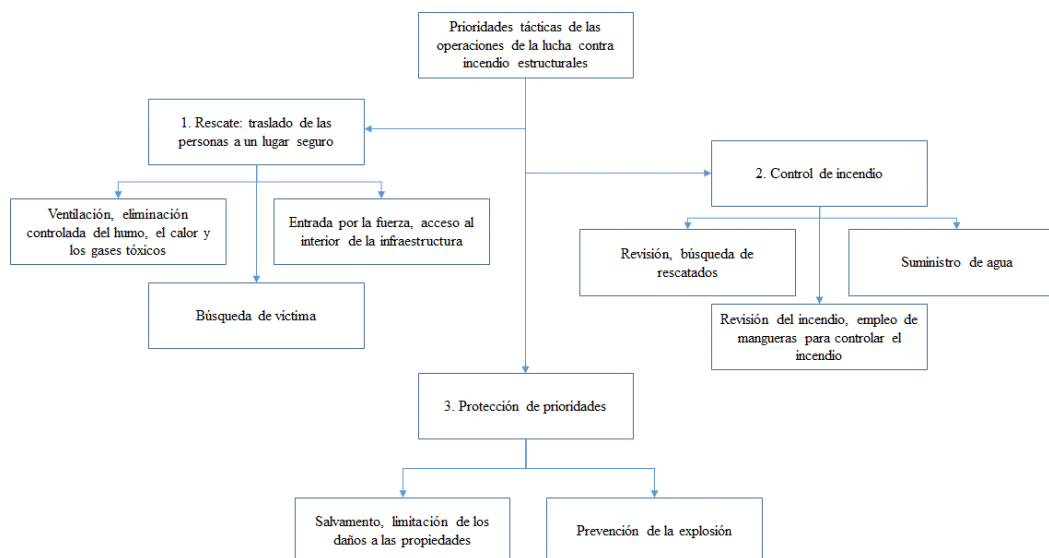 Prioridades tácticas de las
operaciones de la lucha contra
incendio estructurales
1. Rescate: traslado de las
personas a un lugar seguro
2. Control de incendio
Ventilación, eliminación
controlada del humo, el calor y
los gases tóxicos
Entrada por la fuerza, acceso al
interior de la infraestructura
Búsqueda de víctima
Revisión, búsqueda de
rescatados
Suministro de agua
Revisión del incendio, empleo de
mangueras para controlar el
incendio
3. Protección de prioridades
Salvamento, limitación de los
daños a las propiedades
Prevención de la explosión